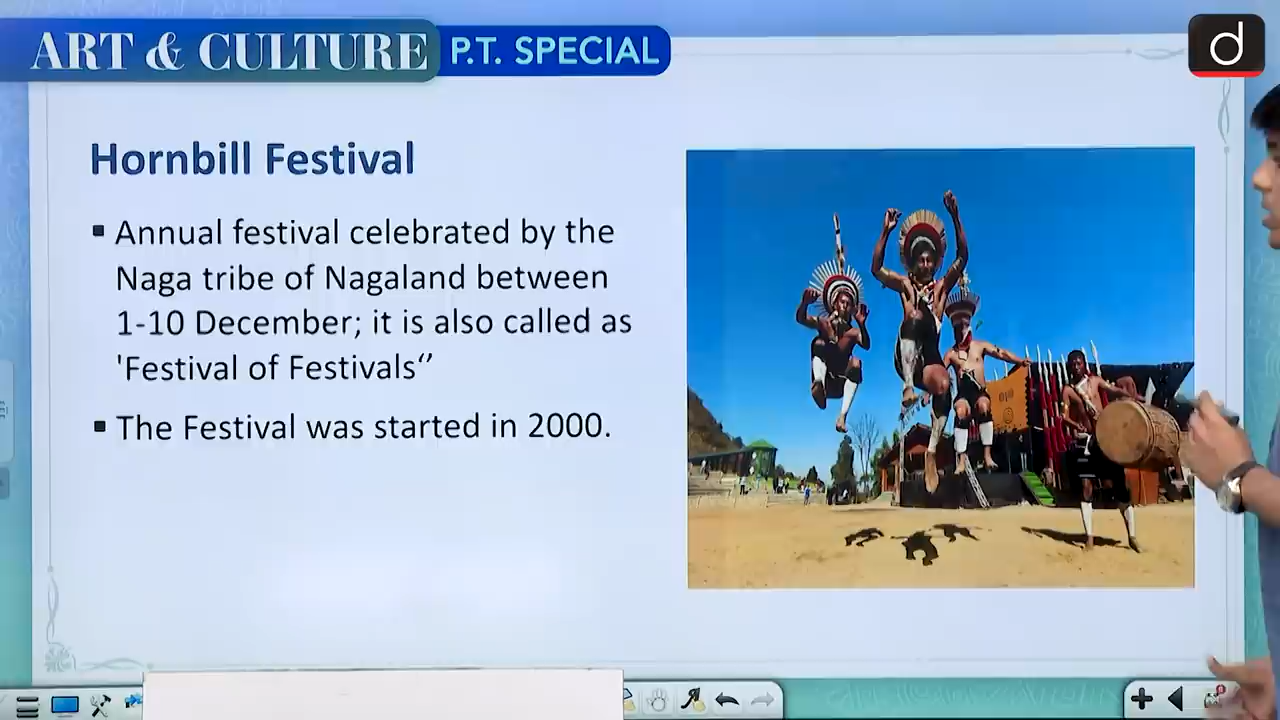 ART & CULTURE P.T. SPECIAL
d
Hornbill Festival
▪ Annual festival celebrated by the
Naga tribe of Nagaland between
1-10 December; it is also called as
'Festival of Festivals‘’
▪ The Festival was started in 2000.